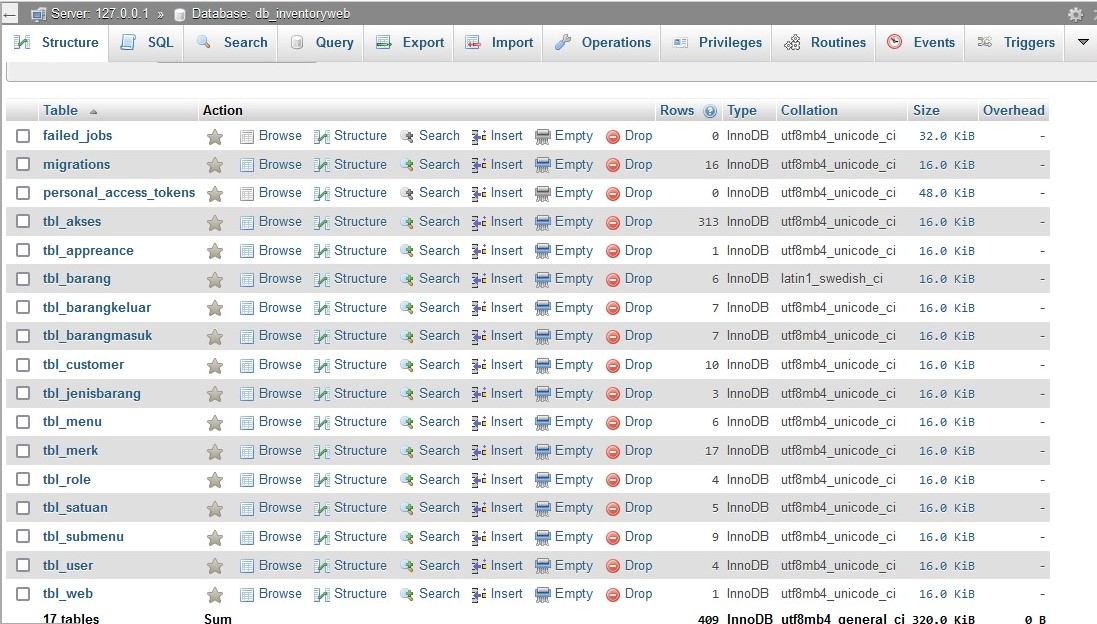 Server: 127.0.0.1 » Database: db_inventoryweb
Structure SQL Search Query Export Import Operations Privileges Routines Events Triggers
Table Action Rows Type Collation Size Overhead
failed_jobs Browse Structure Search Insert Empty Drop 0 InnoDB utf8mb4_unicode_ci 32.0 KiB -
migrations Browse Structure Search Insert Empty Drop 16 InnoDB utf8mb4_unicode_ci 16.0 KiB -
personal_access_tokens Browse Structure Search Insert Empty Drop 0 InnoDB utf8mb4_unicode_ci 48.0 KiB -
tbl_akses Browse Structure Search Insert Empty Drop 313 InnoDB utf8mb4_unicode_ci 16.0 KiB -
tbl_appreance Browse Structure Search Insert Empty Drop 1 InnoDB utf8mb4_unicode_ci 16.0 KiB -
tbl_barang Browse Structure Search Insert Empty Drop 6 InnoDB latin1_swedish_ci 16.0 KiB -
tbl_barangkeluar Browse Structure Search Insert Empty Drop 7 InnoDB utf8mb4_unicode_ci 16.0 KiB -
tbl_barangmasuk Browse Structure Search Insert Empty Drop 7 InnoDB utf8mb4_unicode_ci 16.0 KiB -
tbl_customer Browse Structure Search Insert Empty Drop 10 InnoDB utf8mb4_unicode_ci 16.0 KiB -
tbl_jenisbarang Browse Structure Search Insert Empty Drop 3 InnoDB utf8mb4_unicode_ci 16.0 KiB -
tbl_menu Browse Structure Search Insert Empty Drop 6 InnoDB utf8mb4_unicode_ci 16.0 KiB -
tbl_merk Browse Structure Search Insert Empty Drop 17 InnoDB utf8mb4_unicode_ci 16.0 KiB -
tbl_role Browse Structure Search Insert Empty Drop 4 InnoDB utf8mb4_unicode_ci 16.0 KiB -
tbl_satuan Browse Structure Search Insert Empty Drop 5 InnoDB utf8mb4_unicode_ci 16.0 KiB -
tbl_submenu Browse Structure Search Insert Empty Drop 9 InnoDB utf8mb4_unicode_ci 16.0 KiB -
tbl_user Browse Structure Search Insert Empty Drop 4 InnoDB utf8mb4_unicode_ci 16.0 KiB -
tbl_web Browse Structure Search Insert Empty Drop 1 InnoDB utf8mb4_unicode_ci 16.0 KiB -
17 tables Sum 409 InnoDB utf8mb4_general_ci 320.0 KiB 0 B